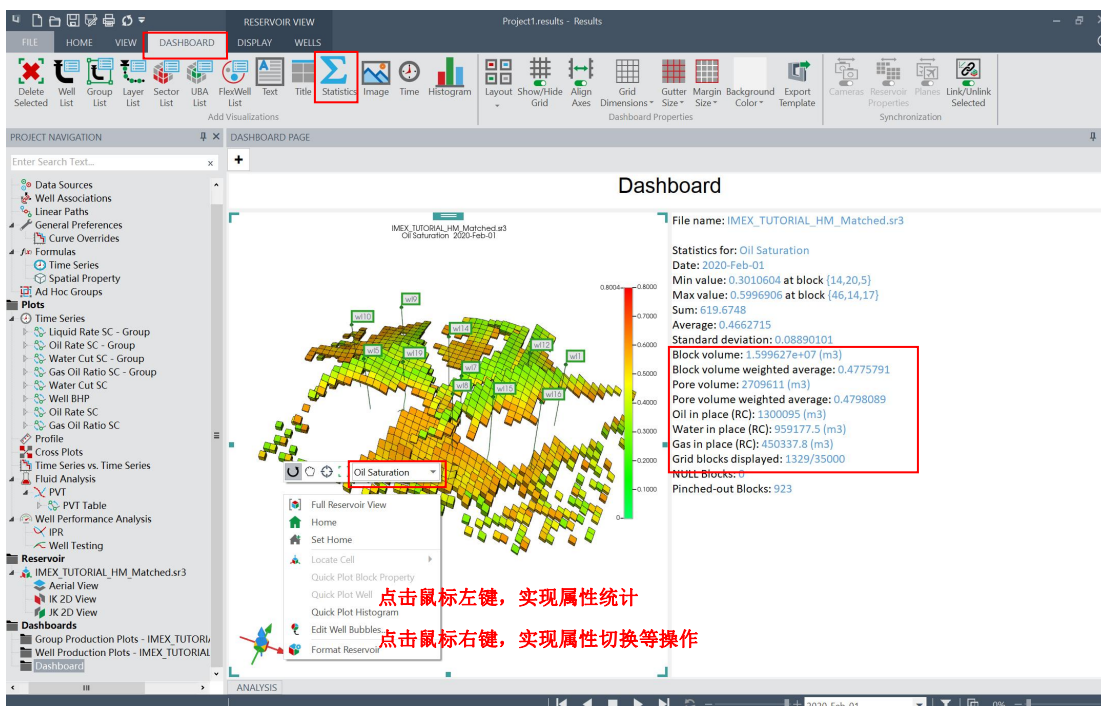 RESERVOIR VIEW
Project1.results - Results
FILE HOME VIEW DASHBOARD DISPLAY WELLS
Delete Selected
Well List
Group List
Layer List
Sector List
UBA List
FlexWell List
Text
Title
Statistics
Image
Time
Histogram
Layout
Show/Hide Grid
Align Axes
Grid Dimensions
Gutter Size
Margin Size
Background Color
Export Template
Cameras
Reservoir Properties
Planes
Link/Unlink Selected
Add Visualizations
Dashboard Properties
Synchronization
PROJECT NAVIGATION
DASHBOARD PAGE
Enter Search Text...
x
+
Data Sources
Well Associations
Linear Paths
General Preferences
Curve Overrides
f(x) Formulas
Time Series
Spatial Property
Ad Hoc Groups
Plots
Time Series
Liquid Rate SC - Group
Oil Rate SC - Group
Water Cut SC - Group
Gas Oil Ratio SC - Group
Water Cut SC
Well BHP
Oil Rate SC
Gas Oil Ratio SC
Profile
Cross Plots
Time Series vs. Time Series
Fluid Analysis
PVT
PVT Table
Well Performance Analysis
IPR
Well Testing
Reservoir
IMEX_TUTORIAL_HM_Matched.sr3
Aerial View
IK 2D View
JK 2D View
Dashboards
Group Production Plots - IMEX_TUTORI
Well Production Plots - IMEX_TUTORIAL
Dashboard
Dashboard
IMEX_TUTORIAL_HM_Matched.sr3
Oil Saturation 2020-Feb-01
wl9
wl10
wl14
wl12
wl5
wl19
wl1
wl7
wl8
wl15
wl16
0.8004
0.8000
0.7000
0.6000
0.5000
0.4000
0.3000
0.2000
0.1000
0
Oil Saturation
Full Reservoir View
Home
Set Home
Locate Cell
Quick Plot Block Property
Quick Plot Well
Quick Plot Histogram
Edit Well Bubbles
Format Reservoir
点击鼠标左键，实现属性统计
点击鼠标右键，实现属性切换等操作
File name: IMEX_TUTORIAL_HM_Matched.sr3
Statistics for: Oil Saturation
Date: 2020-Feb-01
Min value: 0.3010604 at block {14,20,5}
Max value: 0.5996906 at block {46,14,17}
Sum: 619.6748
Average: 0.4662715
Standard deviation: 0.08890101
Block volume: 1.599627e+07 (m3)
Block volume weighted average: 0.4775791
Pore volume: 2709611 (m3)
Pore volume weighted average: 0.4798089
Oil in place (RC): 1300095 (m3)
Water in place (RC): 959177.5 (m3)
Gas in place (RC): 450337.8 (m3)
Grid blocks displayed: 1329/35000
NULL Blocks: 0
Pinched-out Blocks: 923
ANALYSIS
2020-Feb-01
0%